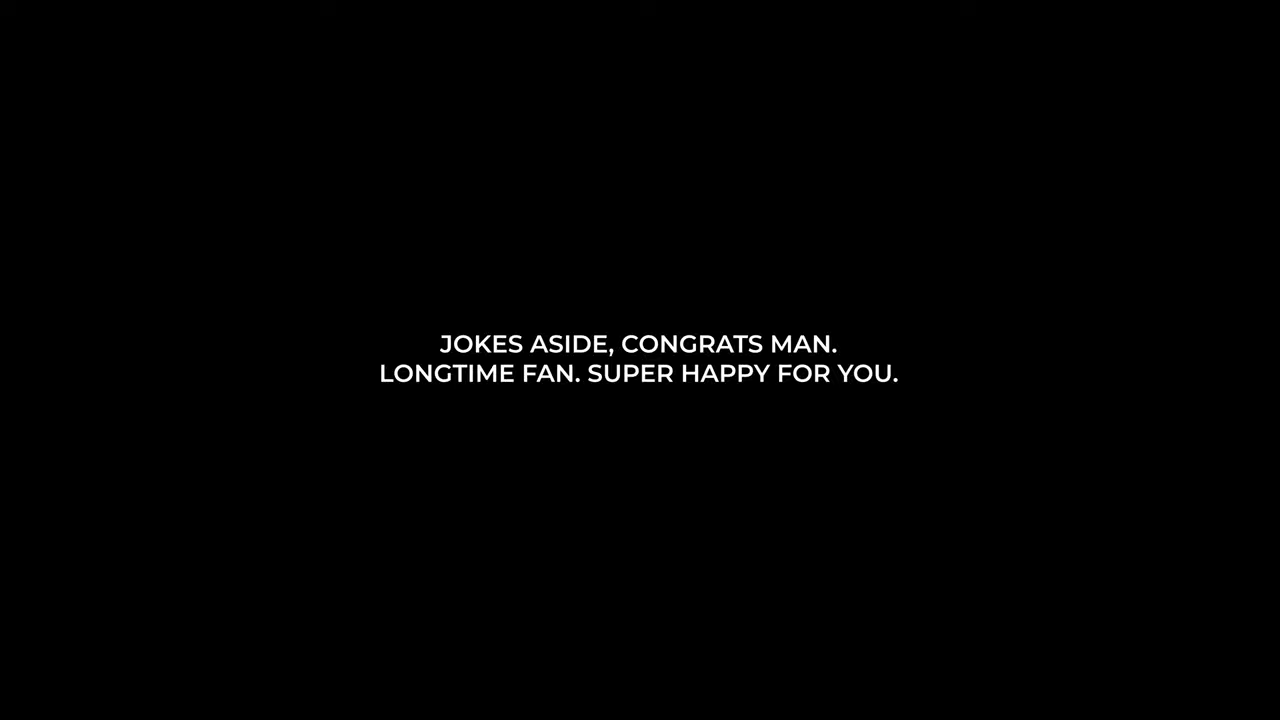 JOKES ASIDE, CONGRATS MAN.
LONGTIME FAN. SUPER HAPPY FOR YOU.